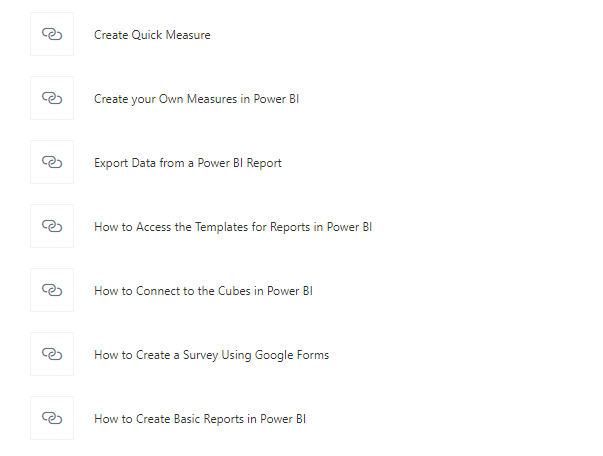 Create Quick Measure
Create your Own Measures in Power BI
Export Data from a Power BI Report
How to Access the Templates for Reports in Power BI
How to Connect to the Cubes in Power BI
How to Create a Survey Using Google Forms
How to Create Basic Reports in Power BI